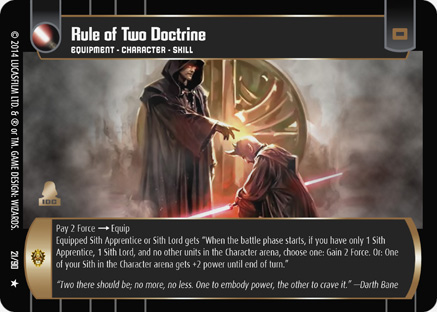 Rule of Two Doctrine
EQUIPMENT - CHARACTER - SKILL
Pay 2 Force → Equip
Equipped Sith Apprentice or Sith Lord gets "When the battle phase starts, if you have only 1 Sith
Apprentice, 1 Sith Lord, and no other units in the Character arena, choose one: Gain 2 Force. Or: One
of your Sith in the Character arena gets +2 power until end of turn."
"Two there should be; no more, no less. One to embody power, the other to crave it." —Darth Bane
© 2014 LUCASFILM LTD. & ® or TM. GAME DESIGN: WIZARDS.
21/90
IDC